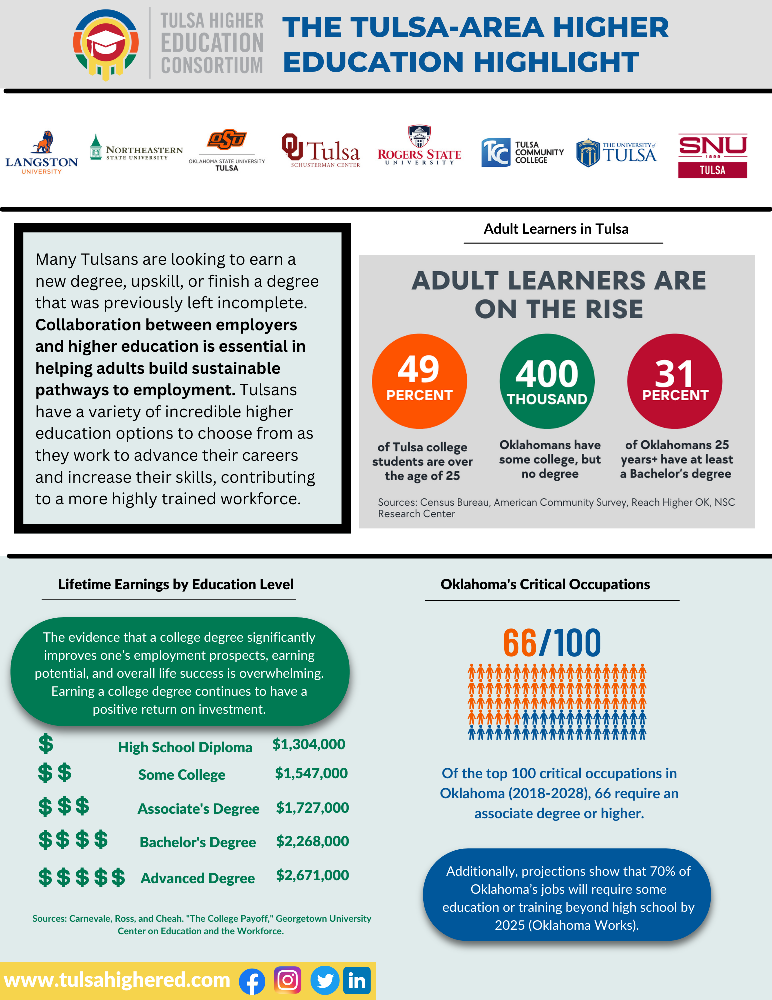 TULSA HIGHER
EDUCATION
CONSORTIUM
THE TULSA-AREA HIGHER
EDUCATION HIGHLIGHT
LANGSTON
UNIVERSITY
NORTHEASTERN
STATE UNIVERSITY
OSU
OKLAHOMA STATE UNIVERSITY
TULSA
OU Tulsa
SCHUSTERMAN CENTER
ROGERS STATE
UNIVERSITY
TCC
TULSA
COMMUNITY
COLLEGE
THE UNIVERSITY of
TULSA
SNU
1899
TULSA
Many Tulsans are looking to earn a
new degree, upskill, or finish a degree
that was previously left incomplete.
Collaboration between employers
and higher education is essential in
helping adults build sustainable
pathways to employment. Tulsans
have a variety of incredible higher
education options to choose from as
they work to advance their careers
and increase their skills, contributing
to a more highly trained workforce.
Adult Learners in Tulsa
ADULT LEARNERS ARE
ON THE RISE
49
PERCENT
of Tulsa college
students are over
the age of 25
400
THOUSAND
Oklahomans have
some college, but
no degree
31
PERCENT
of Oklahomans 25
years+ have at least
a Bachelor's degree
Sources: Census Bureau, American Community Survey, Reach Higher OK, NSC
Research Center
Lifetime Earnings by Education Level
The evidence that a college degree significantly
improves one's employment prospects, earning
potential, and overall life success is overwhelming.
Earning a college degree continues to have a
positive return on investment.
$ High School Diploma $1,304,000
$ $ Some College $1,547,000
$ $ $ Associate's Degree $1,727,000
$ $ $ $ Bachelor's Degree $2,268,000
$ $ $ $ $ Advanced Degree $2,671,000
Sources: Carnevale, Ross, and Cheah. "The College Payoff," Georgetown University
Center on Education and the Workforce.
Oklahoma's Critical Occupations
66/100
Of the top 100 critical occupations in
Oklahoma (2018-2028), 66 require an
associate degree or higher.
Additionally, projections show that 70% of
Oklahoma's jobs will require some
education or training beyond high school by
2025 (Oklahoma Works).
www.tulsahighered.com
in